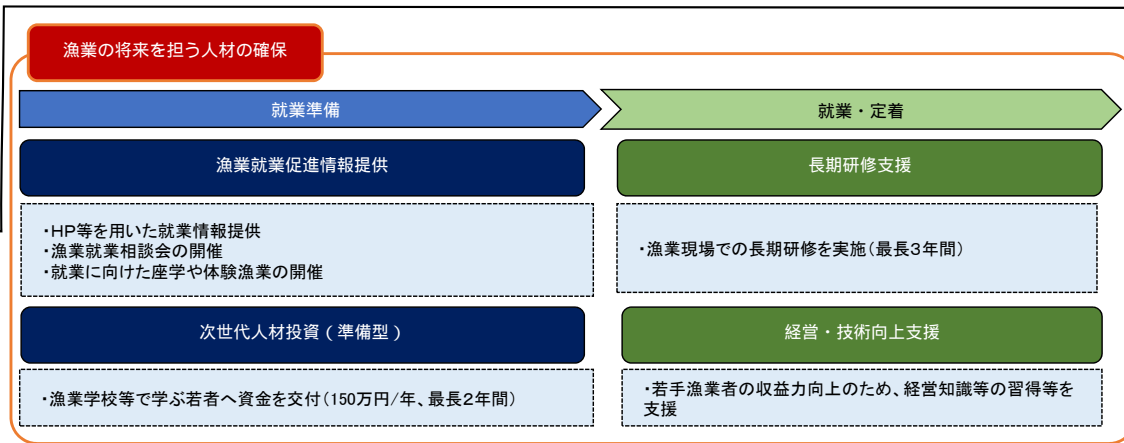 漁業の将来を担う人材の確保
就業準備
漁業就業促進情報提供
・HP等を用いた就業情報提供
・漁業就業相談会の開催
・就業に向けた座学や体験漁業の開催
次世代人材投資（準備型）
・漁業学校等で学ぶ若者へ資金を交付（150万円/年、最長2年間）
就業・定着
長期研修支援
・漁業現場での長期研修を実施（最長3年間）
経営・技術向上支援
・若手漁業者の収益力向上のため、経営知識等の習得等を
支援